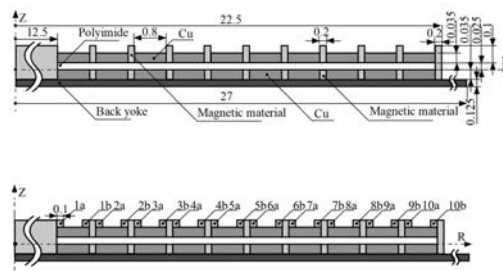 Z
22.5
12.5
Polyimide
0.8
Cu
0.2
0.2
0.035
0.035
0.025
0.1
Back yoke
Magnetic material
Cu
Magnetic material
0.125
27
Z
0.1
1a 1b 2a 2b 3a 3b 4a 4b 5a 5b 6a 6b 7a 7b 8a 8b 9a 9b 10a 10b
R